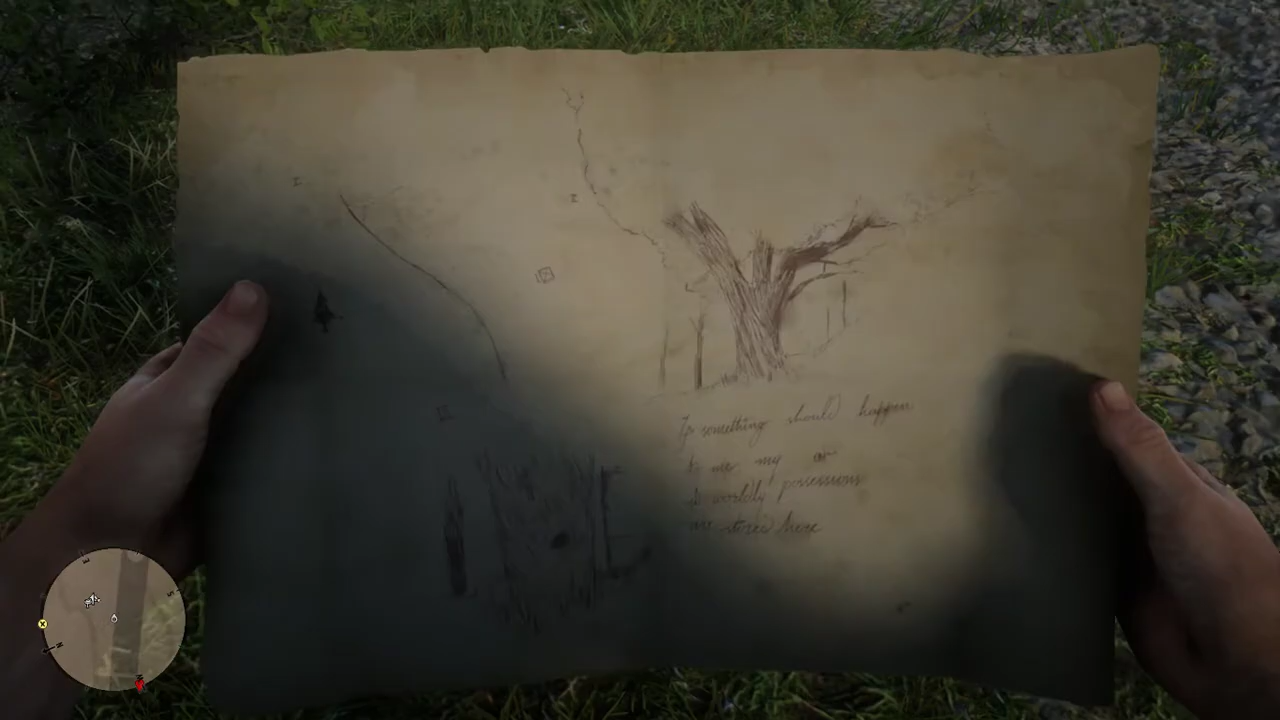 If something should happen
to me my
worldly possessions
are stored here